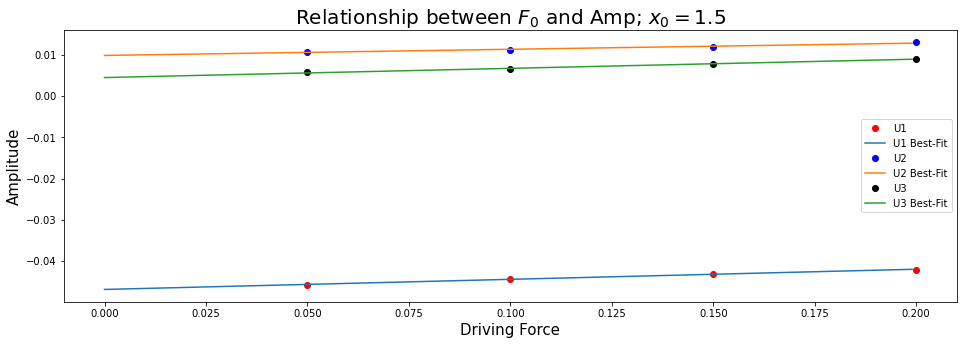 Relationship between F₀ and Amp; x₀ = 1.5
Amplitude
0.01
0.00
−0.01
−0.02
−0.03
−0.04
U1
U1 Best-Fit
U2
U2 Best-Fit
U3
U3 Best-Fit
0.000 0.025 0.050 0.075 0.100 0.125 0.150 0.175 0.200
Driving Force